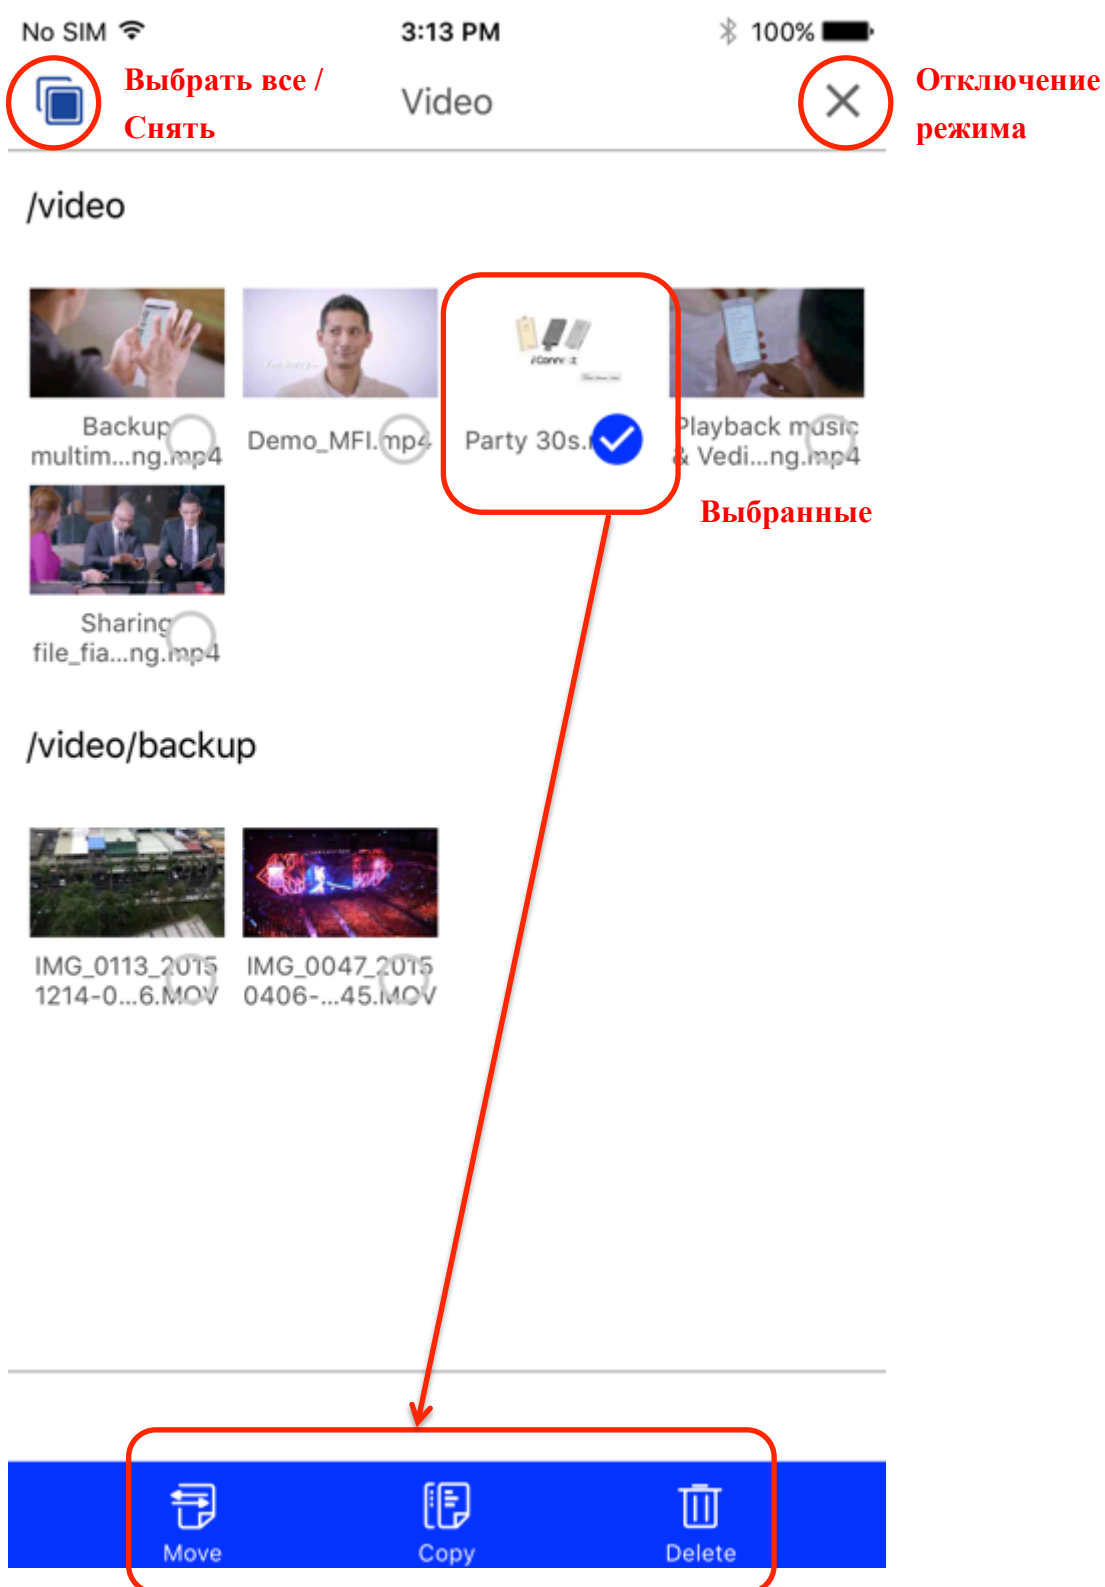 No SIM 3:13 PM 100%
Выбрать все /
Снять
Video
Отключение
режима
/video
iConnect
Backup
multim...ng.mp4
Demo_MFI.mp4
Party 30s.
Playback music
& Vedi...ng.mp4
Выбранные
Sharing
file_fia...ng.mp4
/video/backup
IMG_0113_2015
1214-0...6.MOV
IMG_0047_2015
0406-...45.MOV
Move
Copy
Delete